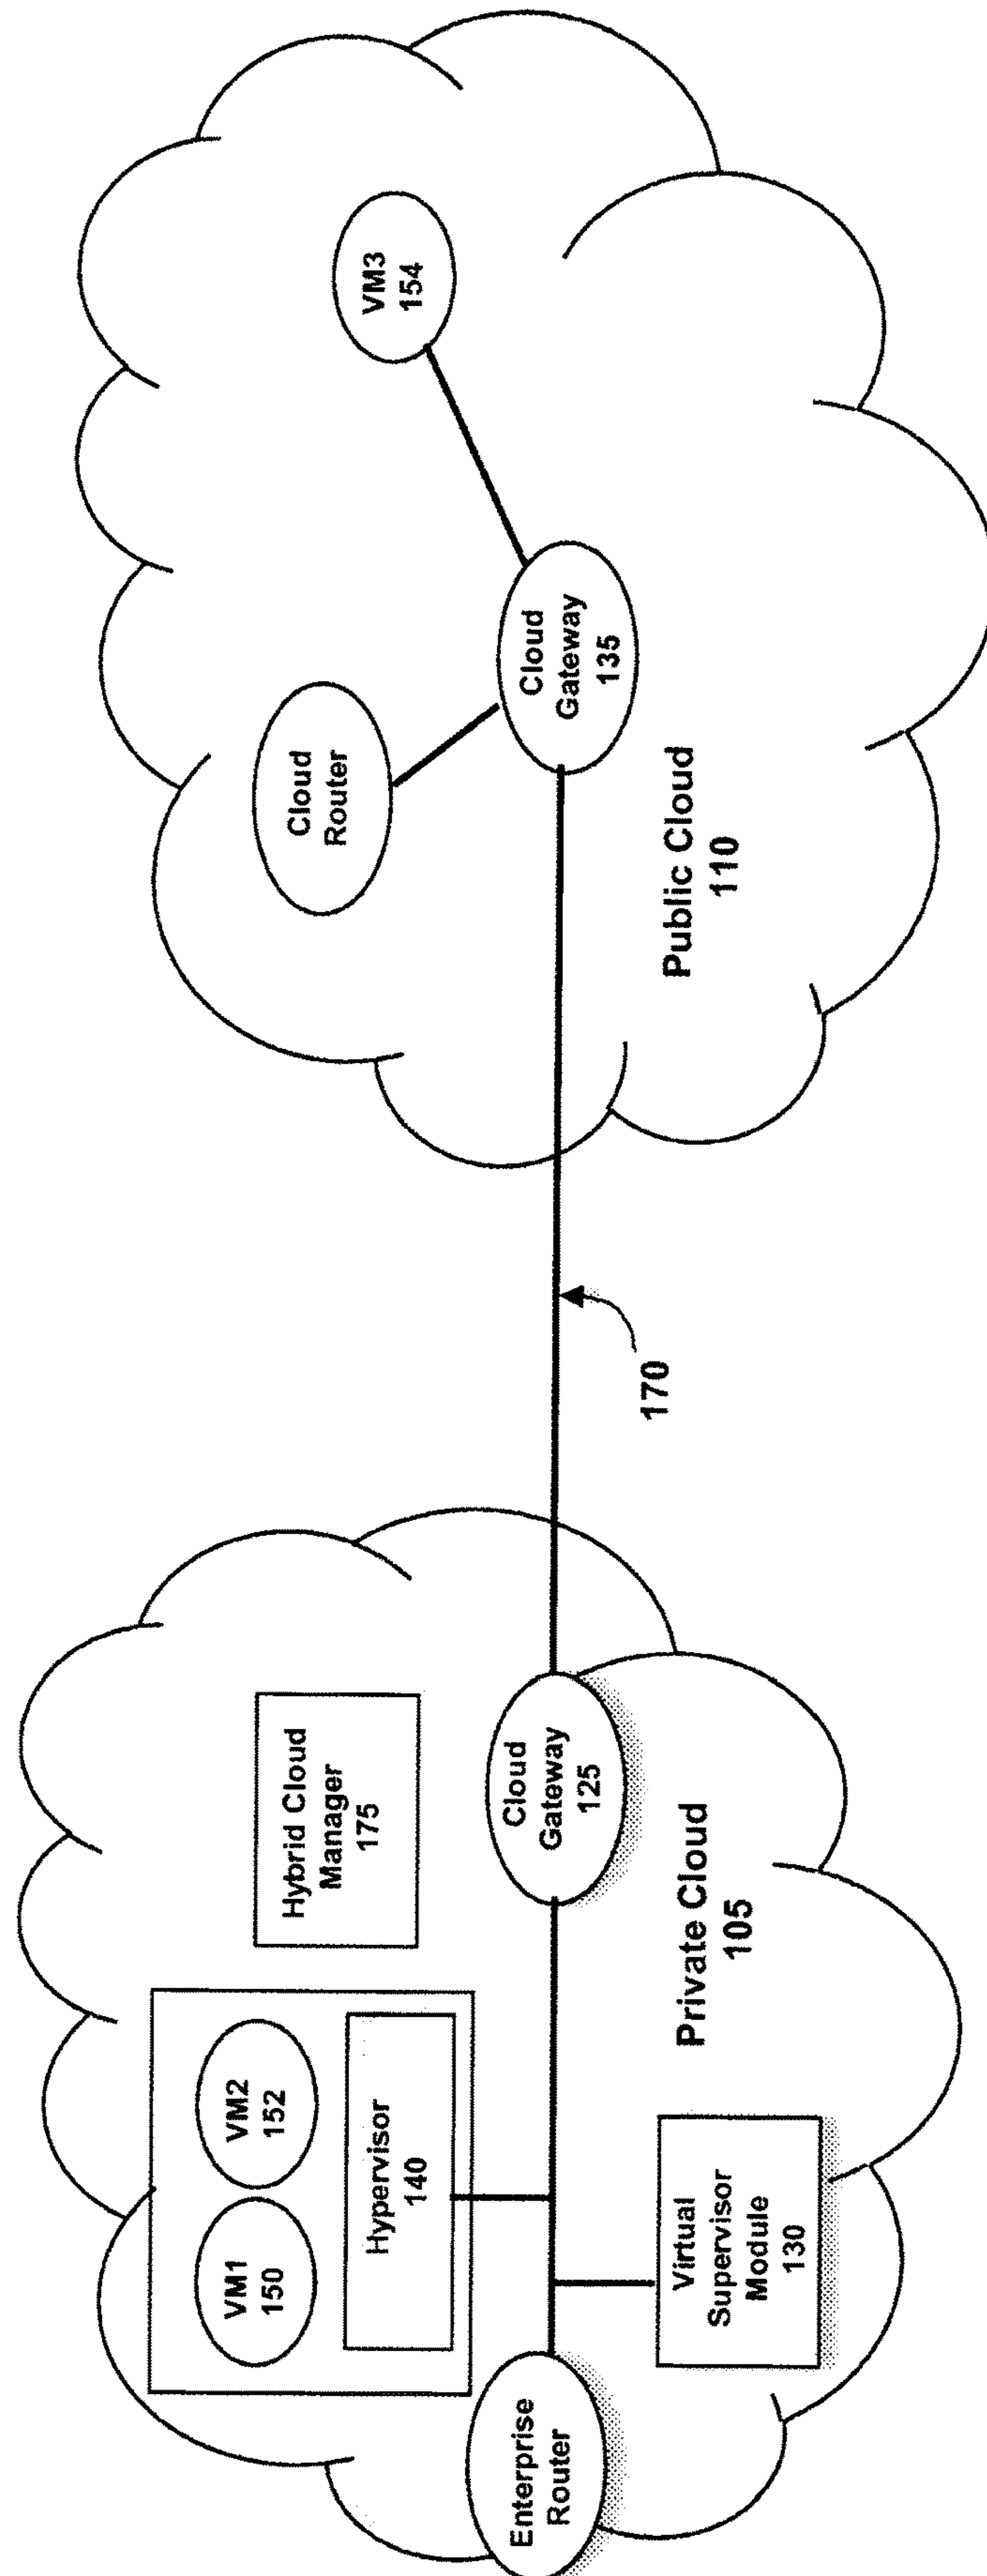 VM1
150
VM2
152
Hypervisor
140
Hybrid Cloud
Manager
175
Enterprise
Router
Cloud
Gateway
125
Virtual
Supervisor
Module
130
Private Cloud
105
170
Cloud
Router
VM3
154
Cloud
Gateway
135
Public Cloud
110